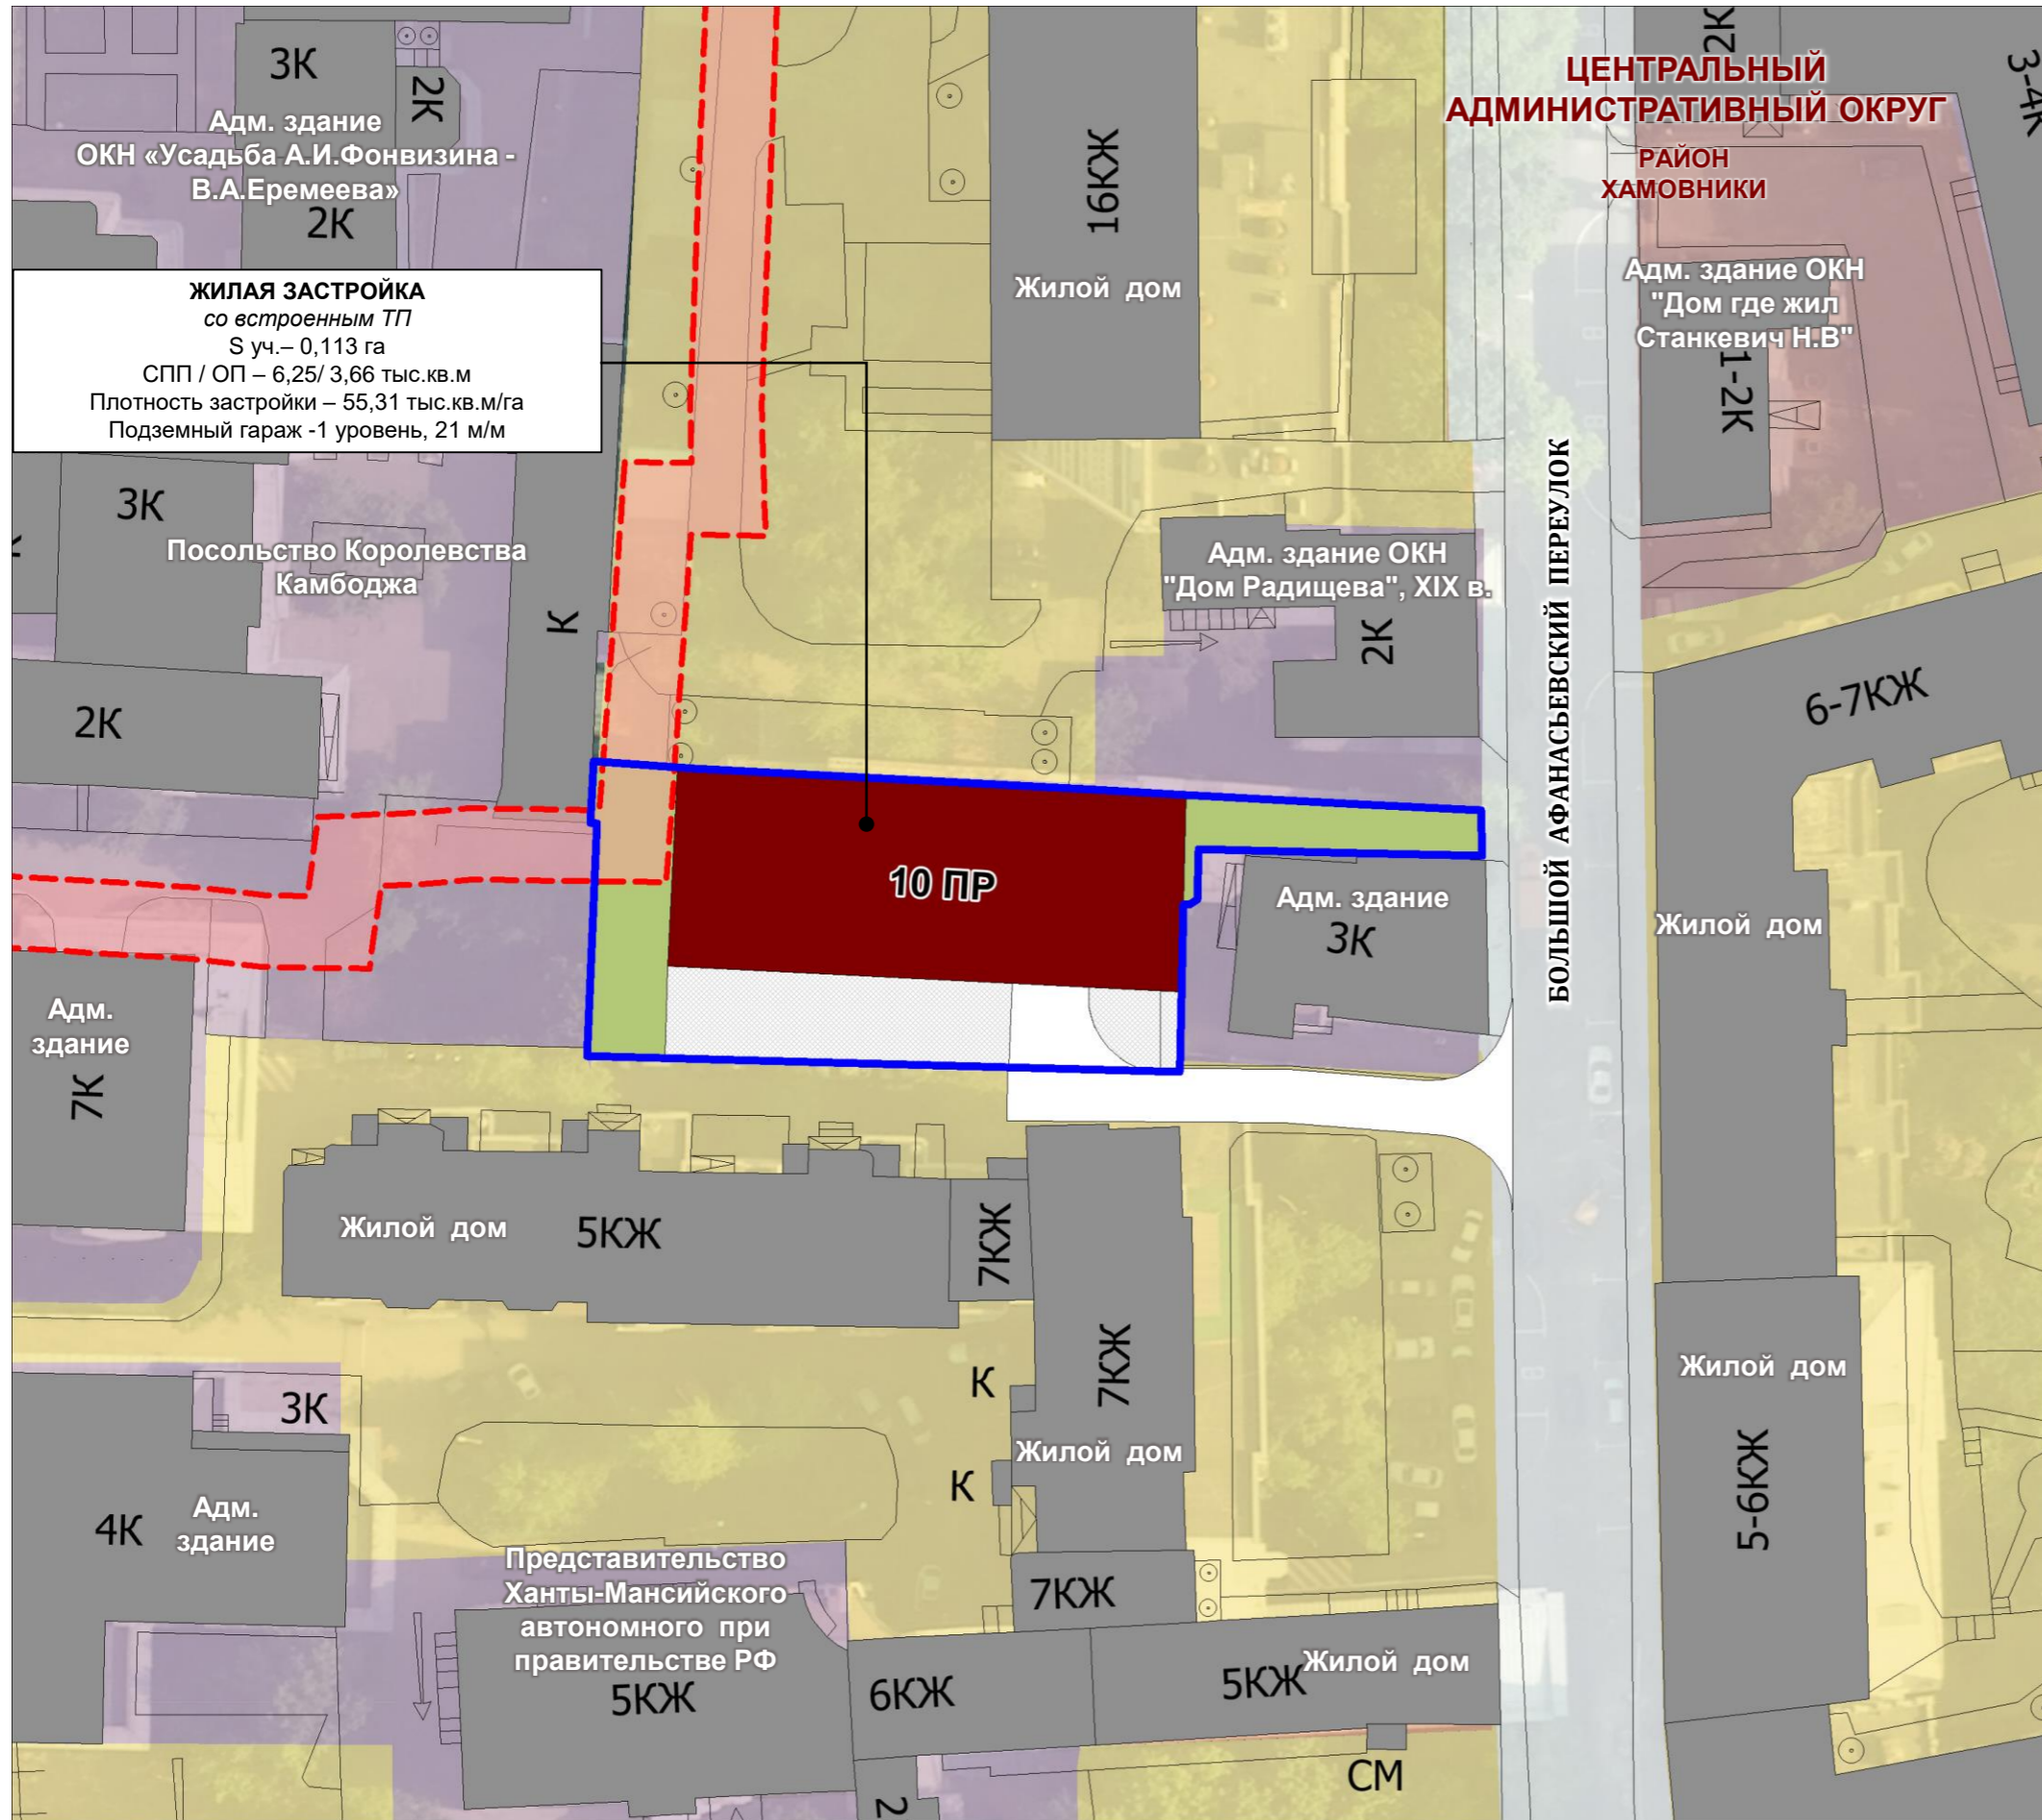 3К
2К
Адм. здание
ОКН «Усадьба А.И.Фонвизина -
В.А.Еремеева»
2К
16КЖ
Жилой дом
2К
ЦЕНТРАЛЬНЫЙ
АДМИНИСТРАТИВНЫЙ ОКРУГ
3-4К
РАЙОН
ХАМОВНИКИ
Адм. здание ОКН
"Дом где жил
Станкевич Н.В"
1-2К
ЖИЛАЯ ЗАСТРОЙКА
со встроенным ТП
S уч.– 0,113 га
СПП / ОП – 6,25/ 3,66 тыс.кв.м
Плотность застройки – 55,31 тыс.кв.м/га
Подземный гараж -1 уровень, 21 м/м
3К
Посольство Королевства
Камбоджа
К
2К
Адм. здание ОКН
"Дом Радищева", XIX в.
2К
БОЛЬШОЙ АФАНАСЬЕВСКИЙ ПЕРЕУЛОК
6-7КЖ
10 ПР
Адм. здание
3К
Жилой дом
Адм.
здание
7К
Жилой дом
5КЖ
7КЖ
7КЖ
Жилой дом
К
К
7КЖ
Жилой дом
5-6КЖ
3К
4К
Адм.
здание
Представительство
Ханты-Мансийского
автономного при
правительстве РФ
5КЖ
6КЖ
5КЖ
Жилой дом
СМ
2